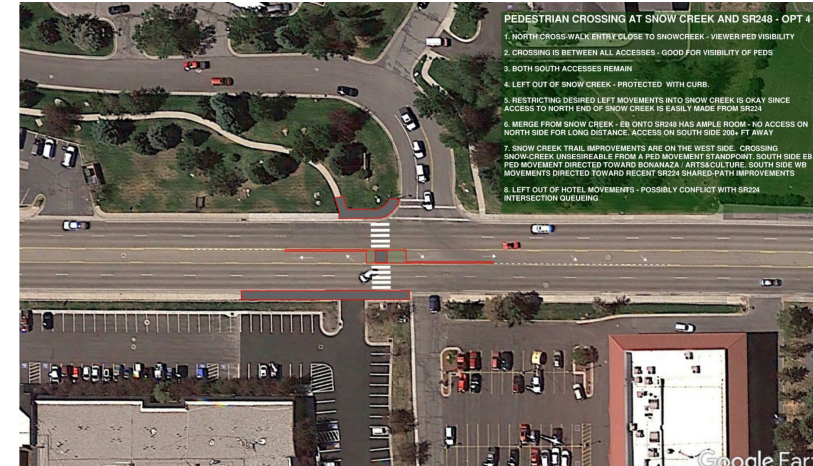 PEDESTRIAN CROSSING AT SNOW CREEK AND SR248 - OPT 4
1. NORTH CROSS-WALK ENTRY CLOSE TO SNOWCREEK - VIEWER/PED VISIBILITY
2. CROSSING IS BETWEEN ALL ACCESSES - GOOD FOR VISIBILITY OF PEDS
3. BOTH SOUTH ACCESSES REMAIN
4. LEFT OUT OF SNOW CREEK - PROTECTED WITH CURB.
5. RESTRICTING DESIRED LEFT MOVEMENTS INTO SNOW CREEK IS OKAY SINCE
ACCESS TO NORTH END OF SNOW CREEK IS EASILY MADE FROM SR224
6. MERGE FROM SNOW CREEK - EB ONTO SR248 HAS AMPLE ROOM - NO ACCESS ON
NORTH SIDE FOR LONG DISTANCE. ACCESS ON SOUTH SIDE 200+ FT AWAY
7. SNOW CREEK TRAIL IMPROVEMENTS ARE ON THE WEST SIDE. CROSSING
SNOW-CREEK UNSESIREABLE FROM A PED MOVEMENT STANDPOINT. SOUTH SIDE EB
PED MOVEMENT DIRECTED TOWARD BONANAZA / ARTS&CULTURE. SOUTH SIDE WB
MOVEMENTS DIRECTED TOWARD RECENT SR224 SHARED-PATH IMPROVEMENTS
8. LEFT OUT OF HOTEL MOVEMENTS - POSSIBLY CONFLICT WITH SR224
INTERSECTION QUEUEING
Google Ear